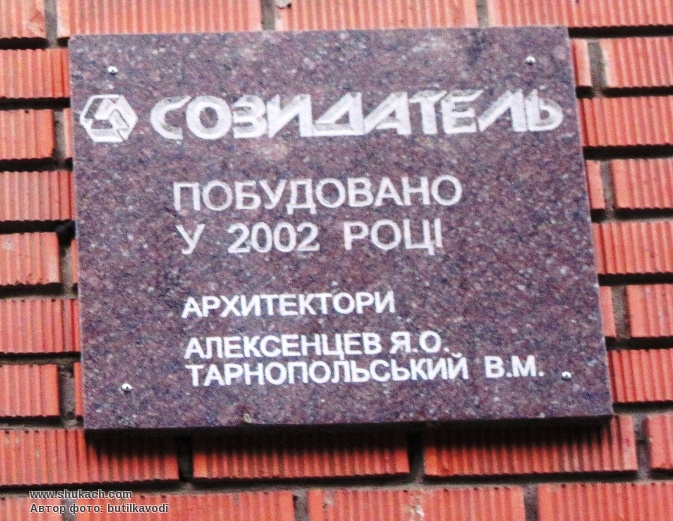 СОЗИДАТЕЛЬ
ПОБУДОВАНО
У 2002 РОЦІ
АРХИТЕКТОРИ
АЛЕКСЕНЦЕВ Я.О.
ТАРНОПОЛЬСЬКИЙ В.М.
www.shukach.com
Автор фото: butilkavodi